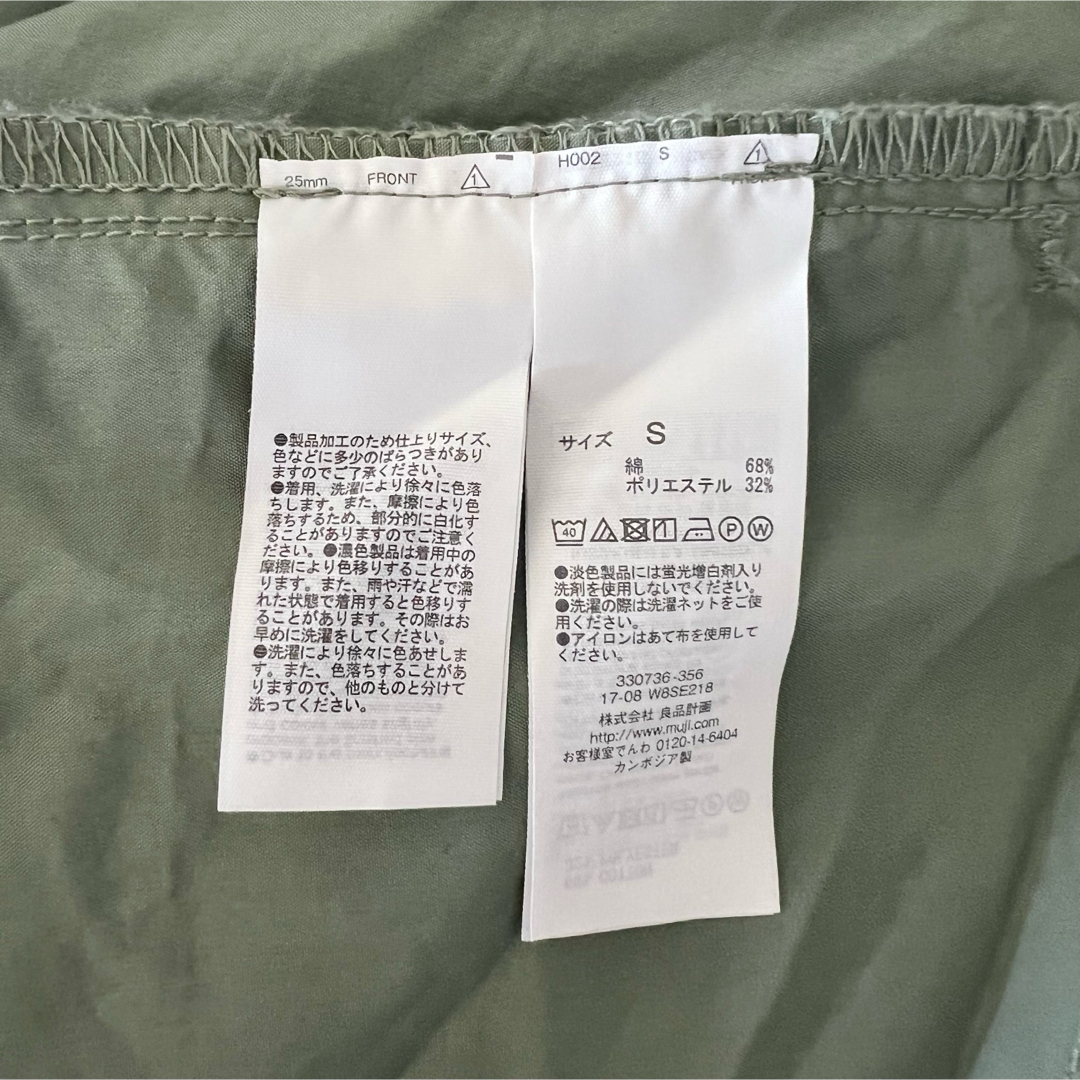 25mm FRONT 1
●製品加工のため仕上りサイズ、
色などに多少のばらつきがあり
ますのでご了承ください。
●着用、洗濯により徐々に色落
ちします。また、摩擦により色
落ちするため、部分的に白化す
ることがありますのでご注意く
ださい。●濃色製品は着用中の
摩擦により色移りすることがあ
ります。また、雨や汗などで濡
れた状態で着用すると色移りす
ることがあります。その際はお
早めに洗濯をしてください。
●洗濯により徐々に色あせしま
す。また、色落ちすることがあ
りますので、他のものと分けて
洗ってください。
H002 S 1
サイズ S
綿 68%
ポリエステル 32%
40 P W
●淡色製品には蛍光増白剤入り
洗剤を使用しないでください。
●洗濯の際は洗濯ネットをご使
用ください。
●アイロンはあて布を使用して
ください。
330736-356
17-08 W8SE218
株式会社 良品計画
http://www.muji.com
お客様室でんわ 0120-14-6404
カンボジア製